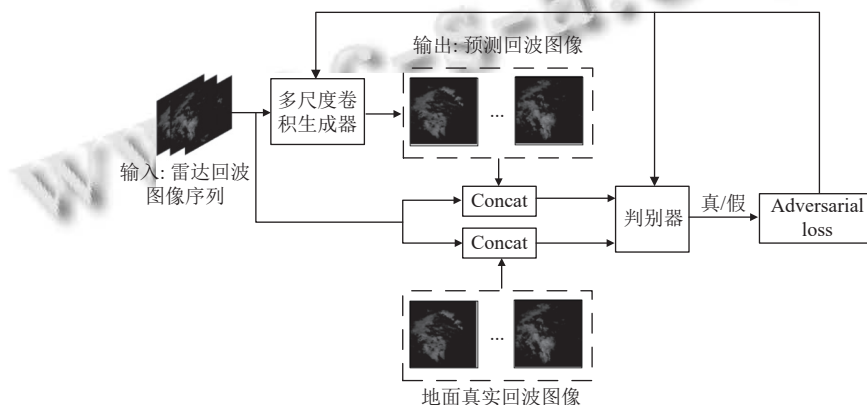 输出: 预测回波图像
多尺度卷
积生成器
...
输入: 雷达回波
图像序列
Concat
Concat
判别器
真/假
Adversarial
loss
...
地面真实回波图像